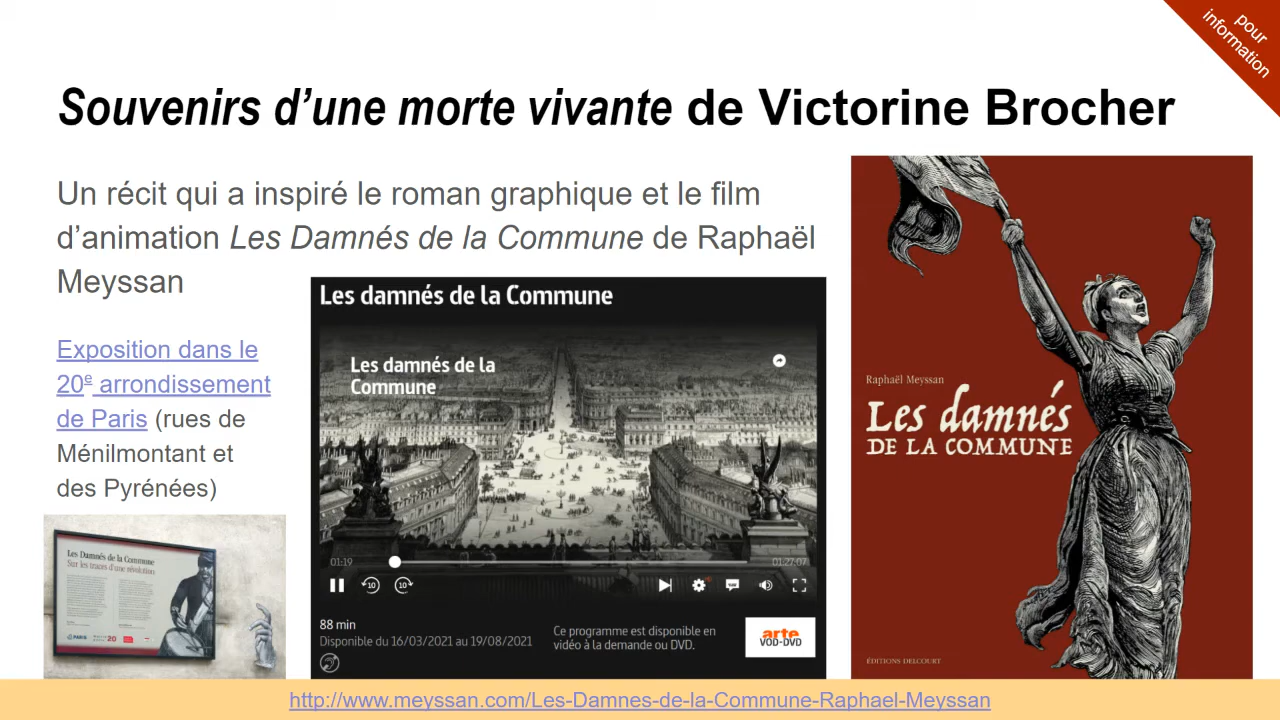 pour
information
Souvenirs d’une morte vivante de Victorine Brocher
Un récit qui a inspiré le roman graphique et le film
d’animation Les Damnés de la Commune de Raphaël
Meyssan
Exposition dans le
20e arrondissement
de Paris (rues de
Ménilmontant et
des Pyrénées)
Les Damnés de la Commune
Sur les traces d'une révolution
PARIS
20
Les damnés de la Commune
Les damnés de la
Commune
01:19
01:27:07
10
10
88 min
Disponible du 16/03/2021 au 19/08/2021
Ce programme est disponible en
vidéo à la demande ou DVD.
arte
VOD-DVD
Raphaël Meyssan
Les damnés
DE LA COMMUNE
ÉDITIONS DELCOURT
http://www.meyssan.com/Les-Damnes-de-la-Commune-Raphael-Meyssan